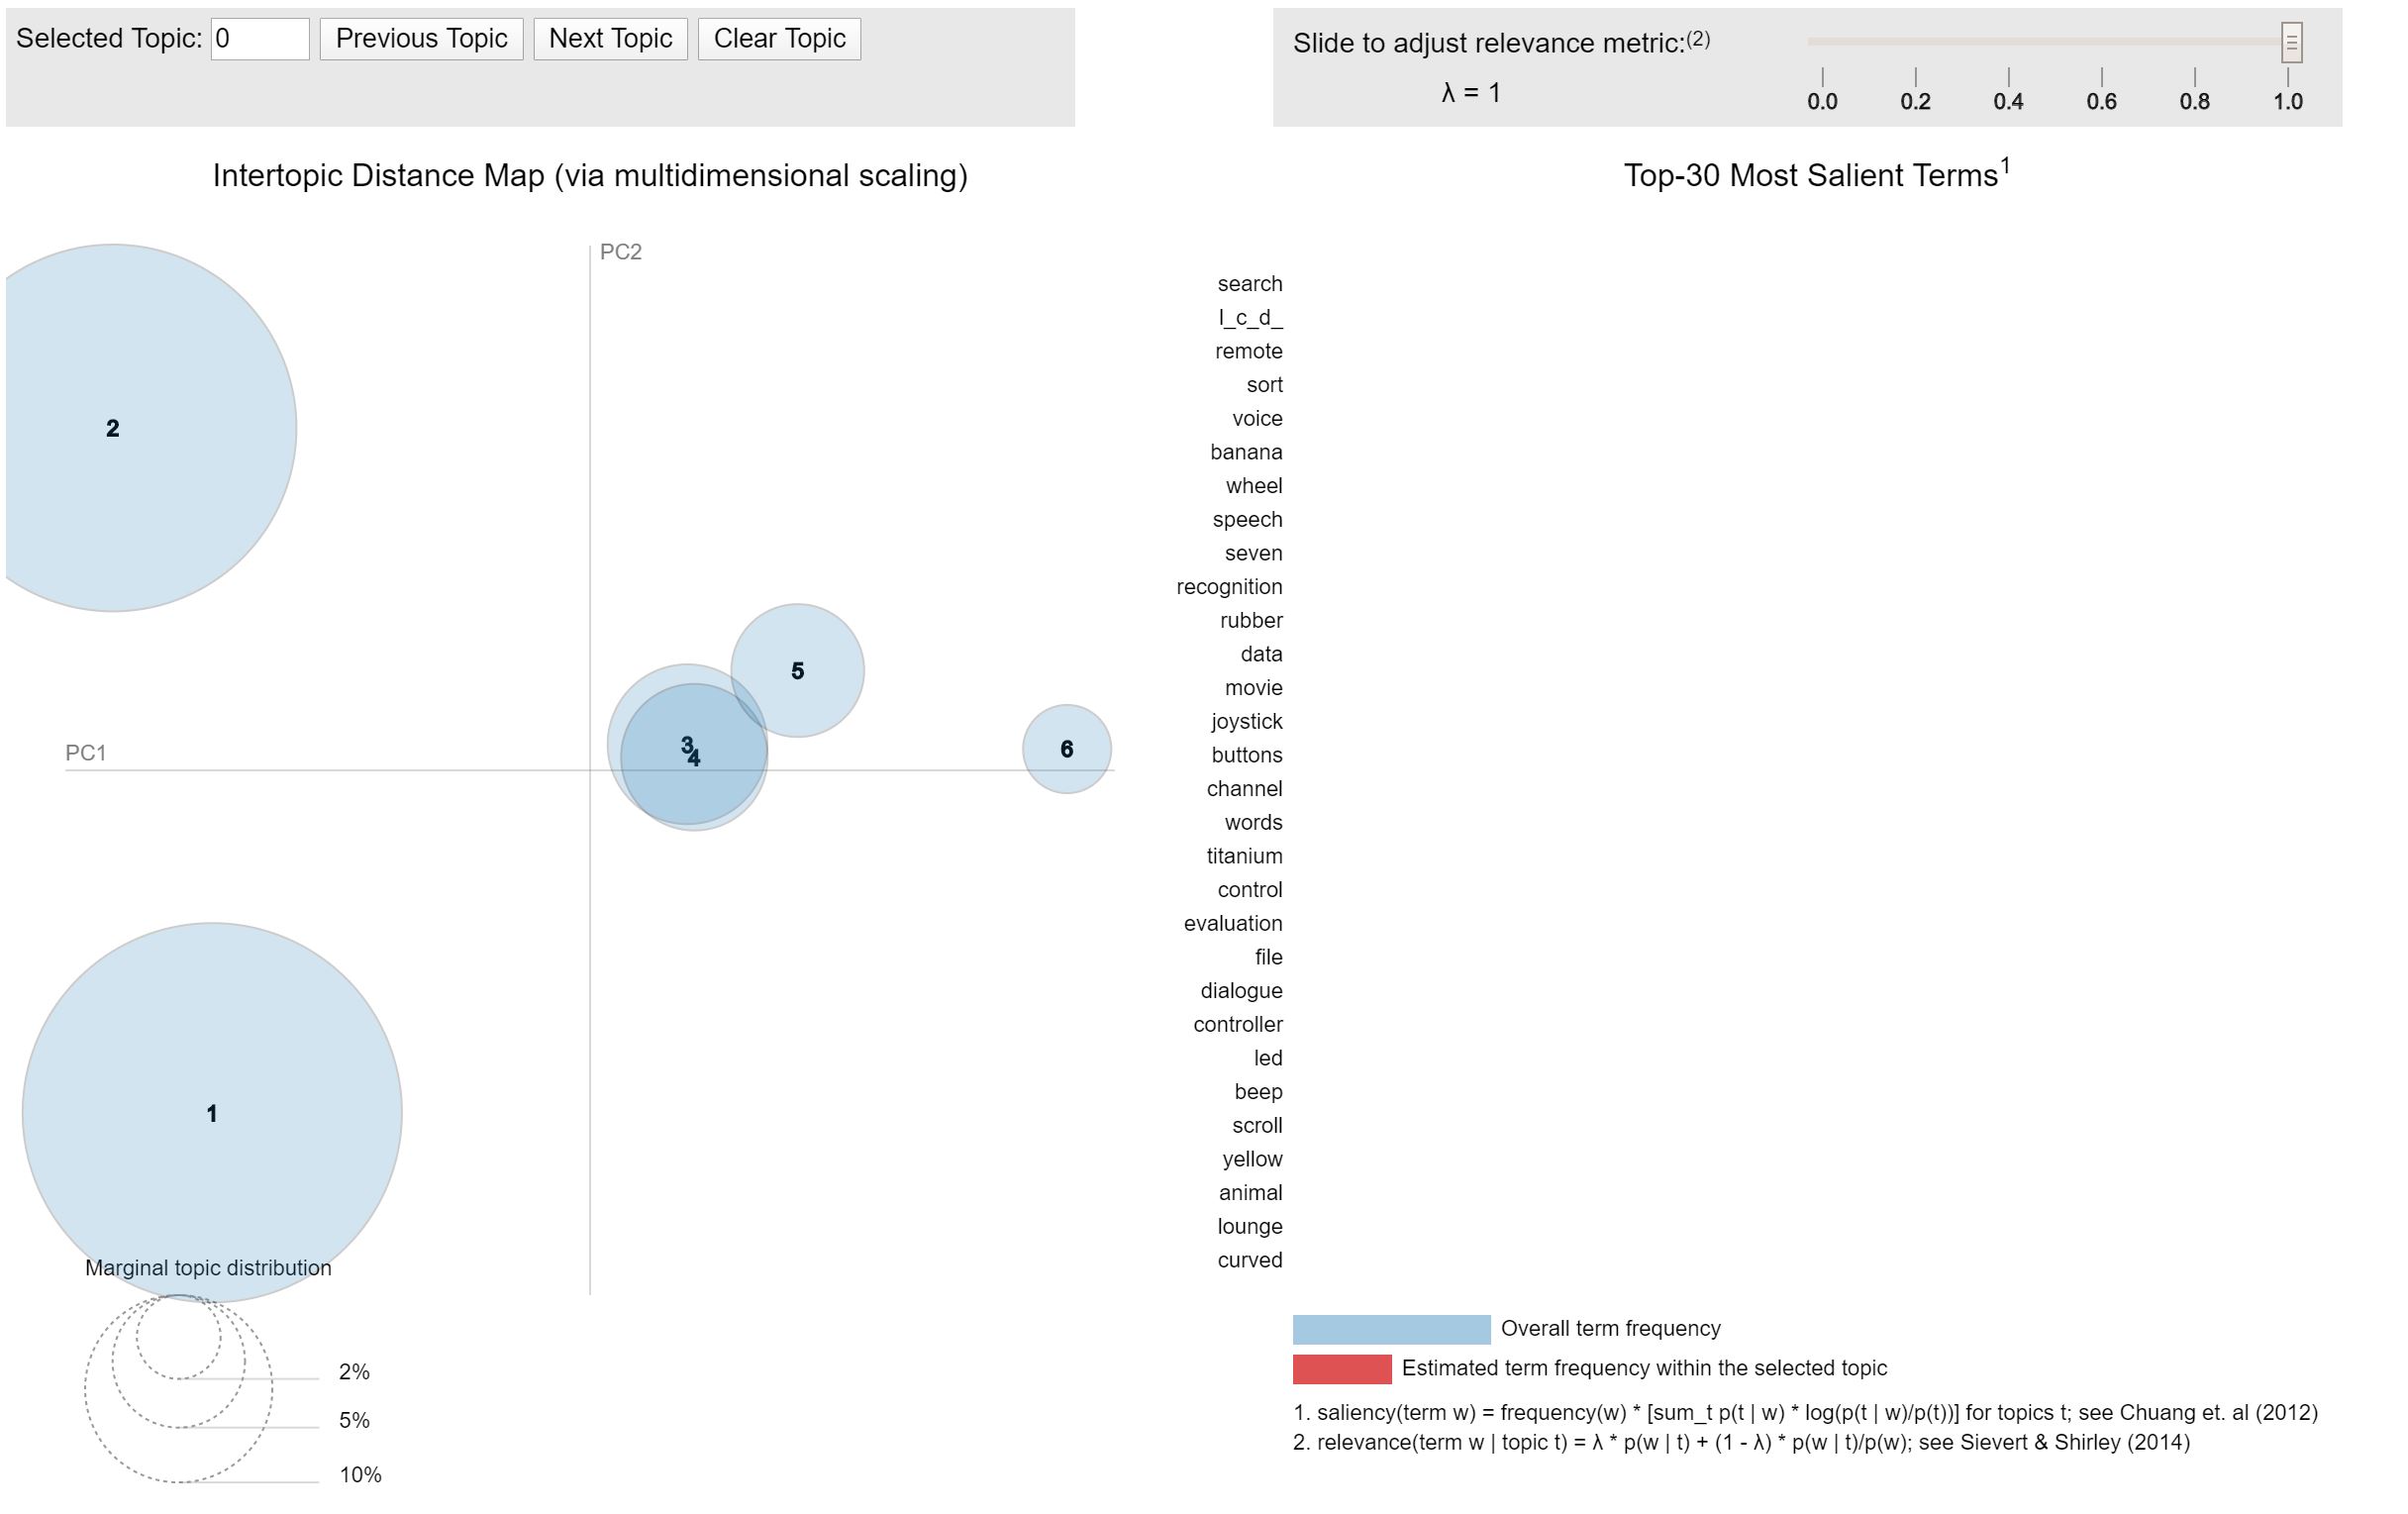 Selected Topic: 0 Previous Topic Next Topic Clear Topic
Slide to adjust relevance metric:(2)
λ = 1
0.0 0.2 0.4 0.6 0.8 1.0
Intertopic Distance Map (via multidimensional scaling)
PC2
PC1
2
5
3
4
6
1
Marginal topic distribution
2%
5%
10%
Top-30 Most Salient Terms1
search
l_c_d_
remote
sort
voice
banana
wheel
speech
seven
recognition
rubber
data
movie
joystick
buttons
channel
words
titanium
control
evaluation
file
dialogue
controller
led
beep
scroll
yellow
animal
lounge
curved
Overall term frequency
Estimated term frequency within the selected topic
1. saliency(term w) = frequency(w) * [sum_t p(t | w) * log(p(t | w)/p(t))] for topics t; see Chuang et. al (2012)
2. relevance(term w | topic t) = λ * p(w | t) + (1 - λ) * p(w | t)/p(w); see Sievert & Shirley (2014)